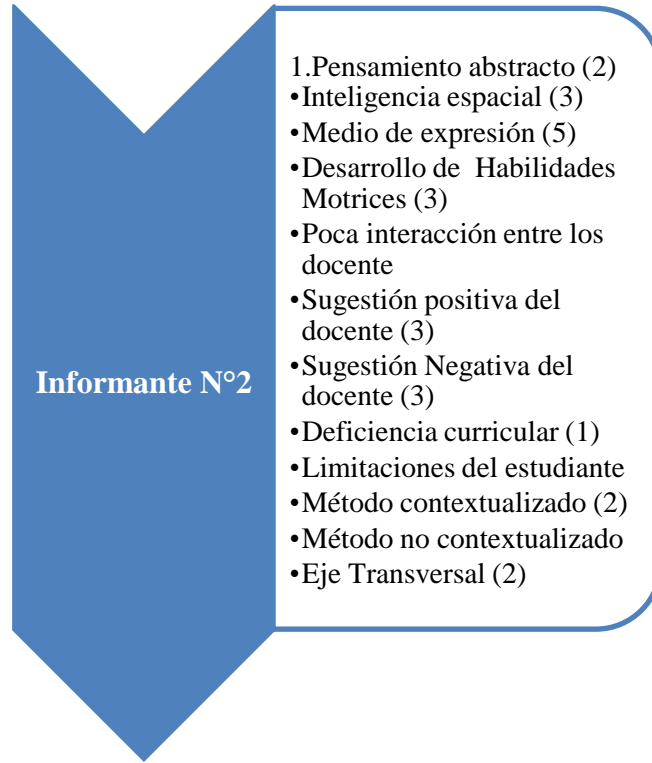 Informante N°2
1.Pensamiento abstracto (2)
•Inteligencia espacial (3)
•Medio de expresión (5)
•Desarrollo de  Habilidades
Motrices (3)
•Poca interacción entre los
docente
•Sugestión positiva del
docente (3)
•Sugestión Negativa del
docente (3)
•Deficiencia curricular (1)
•Limitaciones del estudiante
•Método contextualizado (2)
•Método no contextualizado
•Eje Transversal (2)